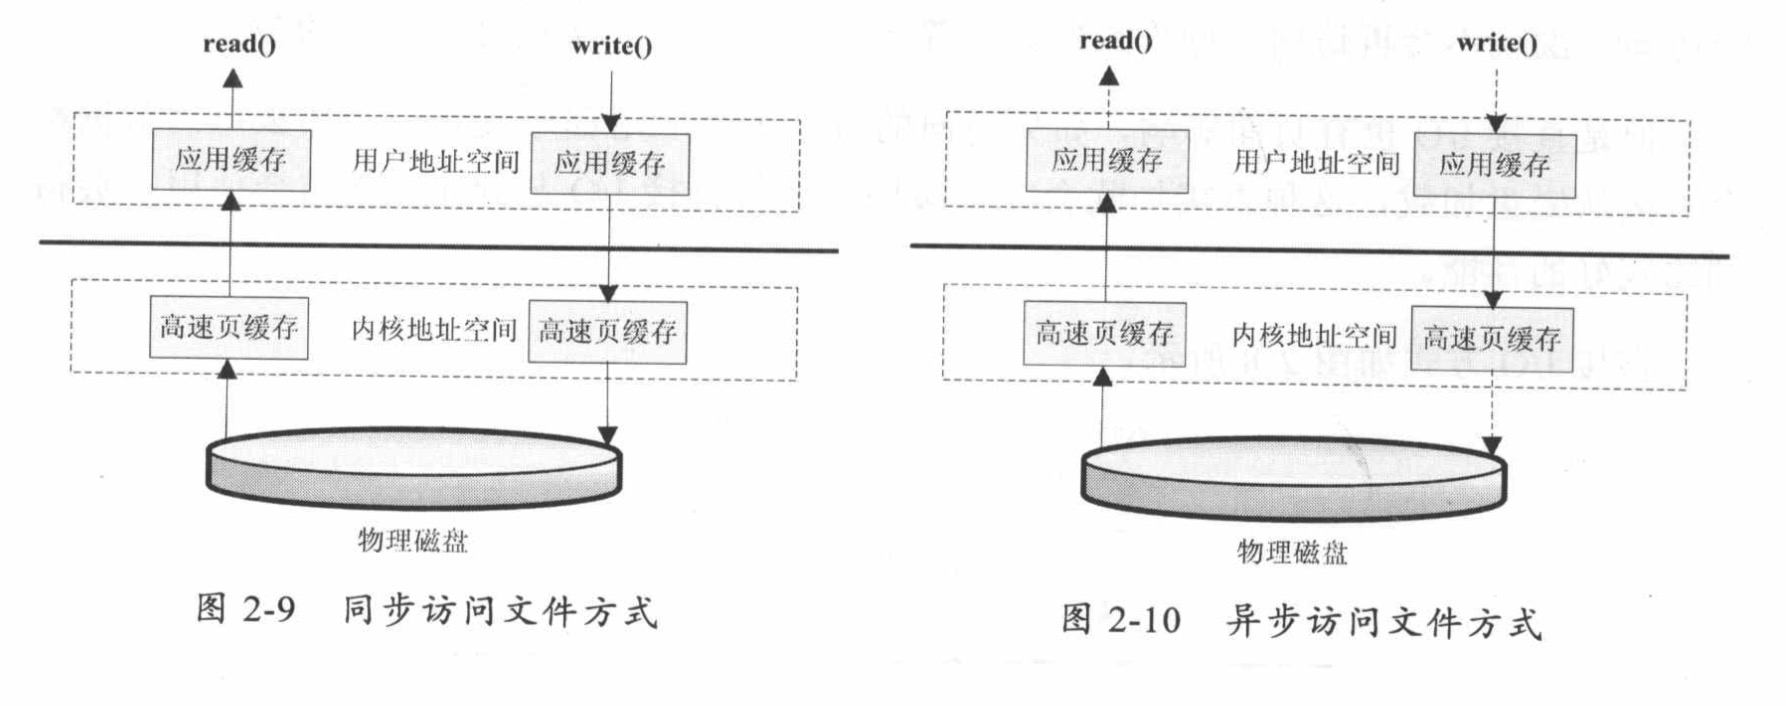 read()
write()
应用缓存
用户地址空间
应用缓存
高速页缓存
内核地址空间
高速页缓存
物理磁盘
图 2-9 同步访问文件方式
read()
write()
应用缓存
用户地址空间
应用缓存
高速页缓存
内核地址空间
高速页缓存
物理磁盘
图 2-10 异步访问文件方式